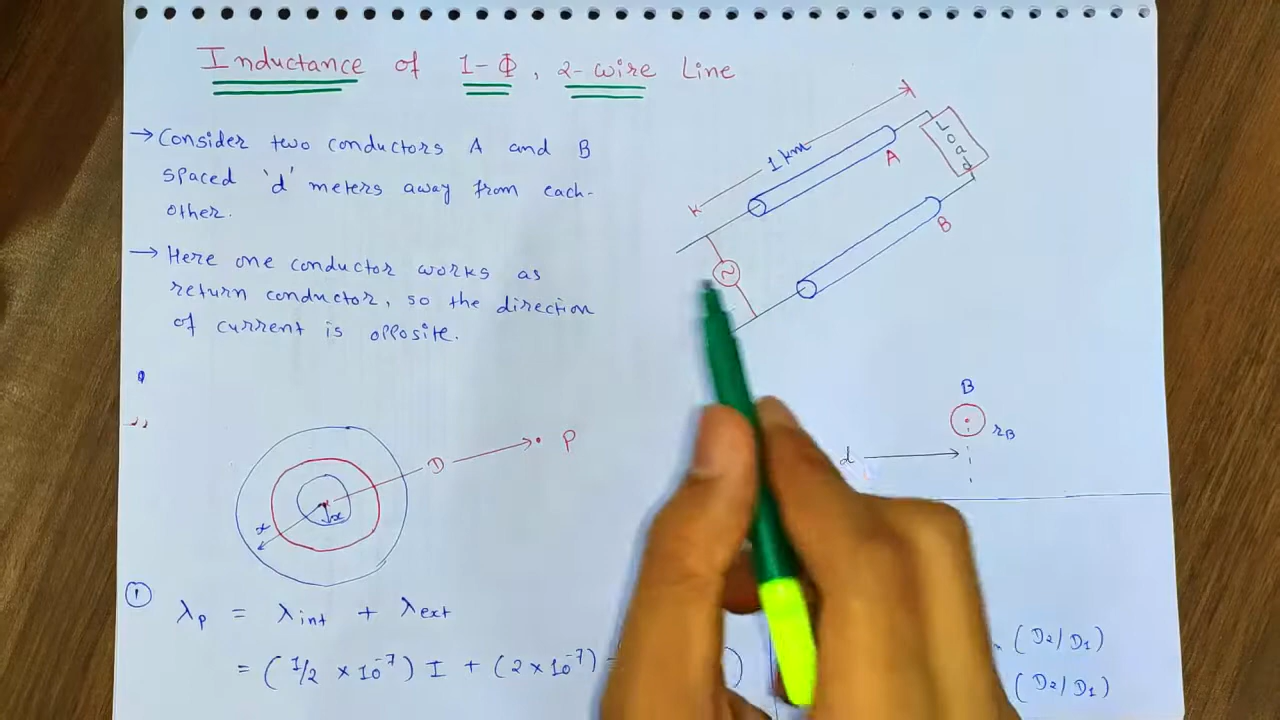 Inductance of 1-Φ, 2-wire Line
→ Consider two conductors A and B
spaced 'd' meters away from each-
other.
→ Here one conductor works as
return conductor, so the direction
of current is opposite.
1 km
A
Load
B
~
B
r_B
d
D
P
x
x
① λp = λint + λext
= (1/2 × 10⁻⁷) I + (2 × 10⁻⁷)
)
(D₂/D₁)
(D₂/D₁)